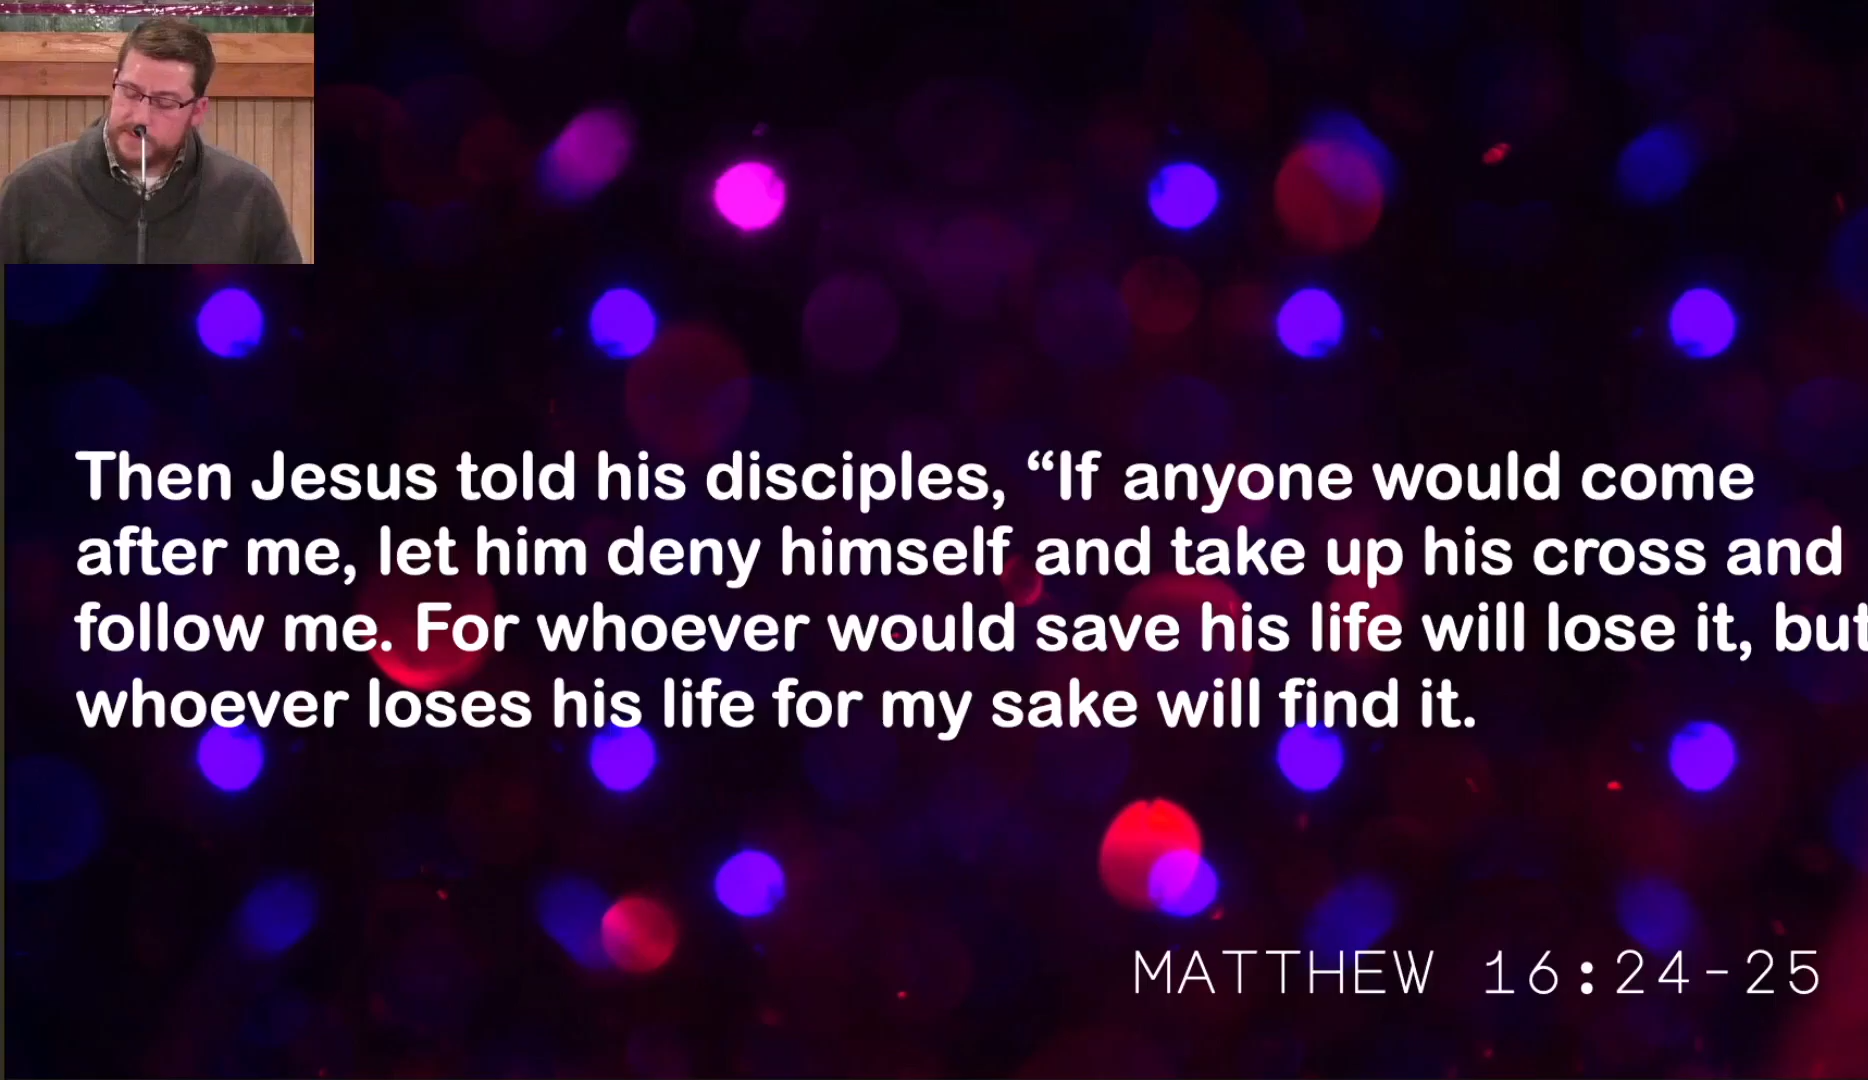 Then Jesus told his disciples, “If anyone would come
after me, let him deny himself and take up his cross and
follow me. For whoever would save his life will lose it, but
whoever loses his life for my sake will find it.
MATTHEW 16:24-25